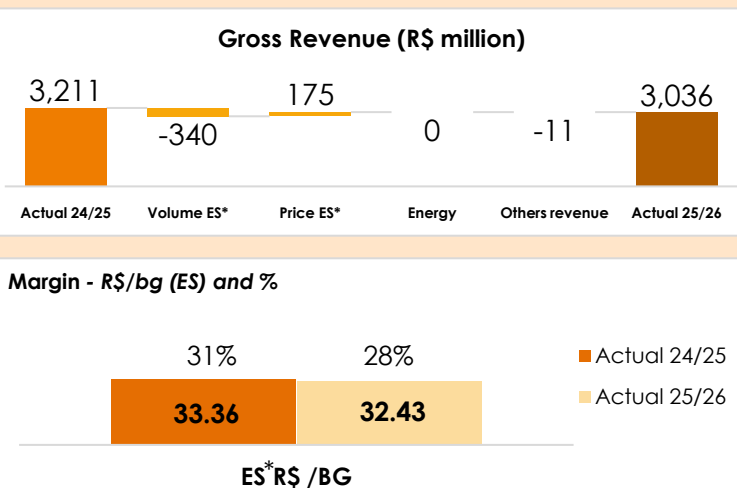 Gross Revenue (R$ million)
3,211
-340
175
0
-11
3,036
Actual 24/25
Volume ES*
Price ES*
Energy
Others revenue
Actual 25/26
Margin - R$/bg (ES) and %
31%
28%
33.36
32.43
Actual 24/25
Actual 25/26
ES*R$ /BG